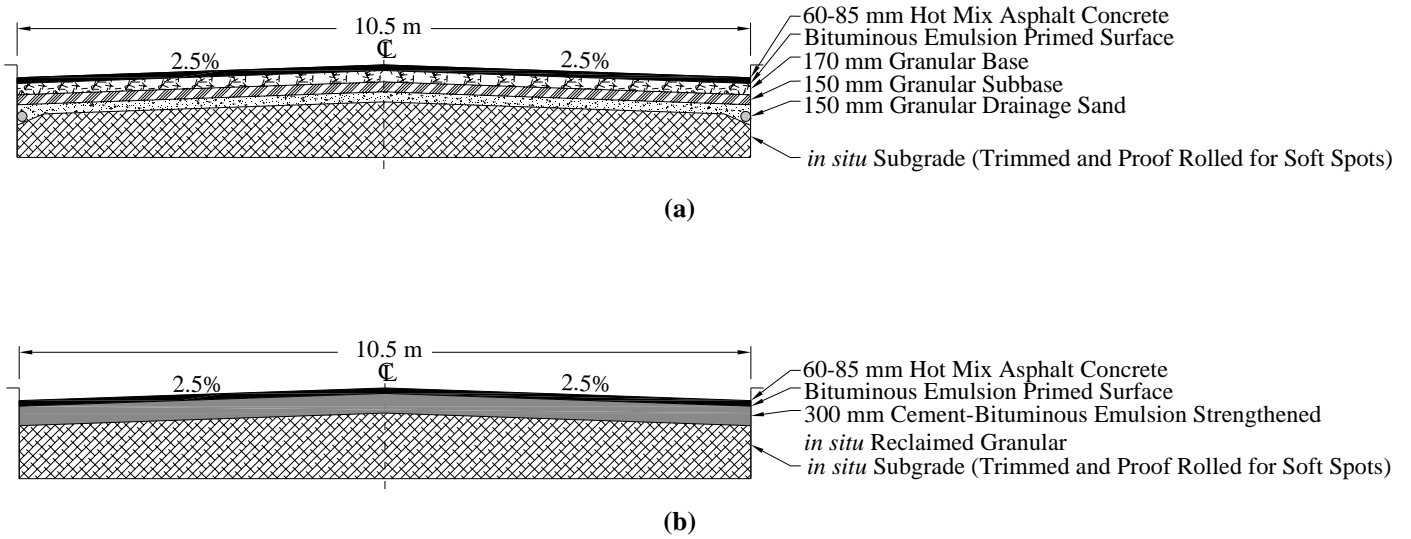 10.5 m
℄
2.5%
2.5%
60-85 mm Hot Mix Asphalt Concrete
Bituminous Emulsion Primed Surface
170 mm Granular Base
150 mm Granular Subbase
150 mm Granular Drainage Sand
in situ Subgrade (Trimmed and Proof Rolled for Soft Spots)
(a)
10.5 m
℄
2.5%
2.5%
60-85 mm Hot Mix Asphalt Concrete
Bituminous Emulsion Primed Surface
300 mm Cement-Bituminous Emulsion Strengthened
in situ Reclaimed Granular
in situ Subgrade (Trimmed and Proof Rolled for Soft Spots)
(b)